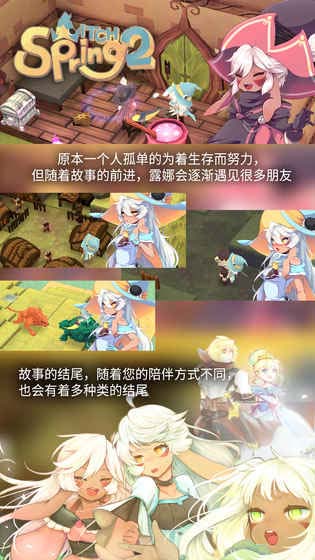 WITCH
Spring2
原本一个人孤单的为着生存而努力，
但随着故事的前进，露娜会逐渐遇见很多朋友
故事的结尾，随着您的陪伴方式不同，
也会有着多种类的结尾